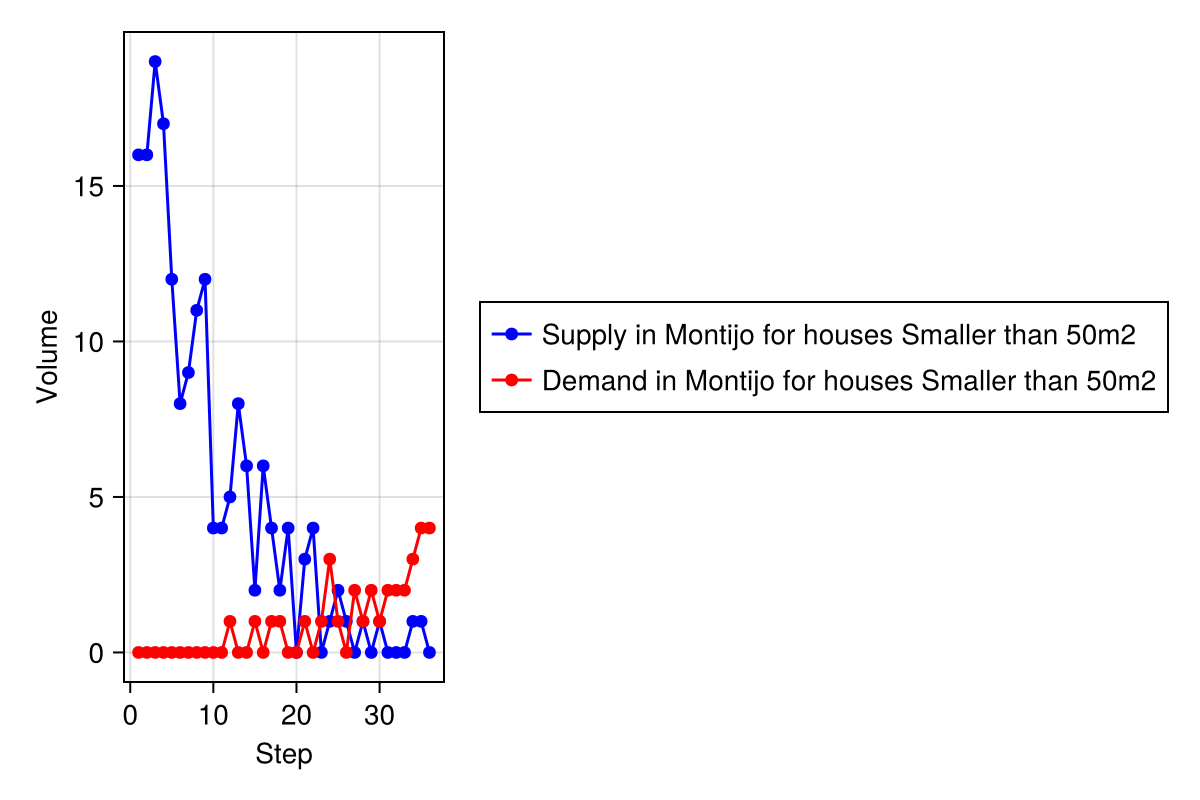 Volume
15
10
5
0
0 10 20 30
Step
Supply in Montijo for houses Smaller than 50m2
Demand in Montijo for houses Smaller than 50m2